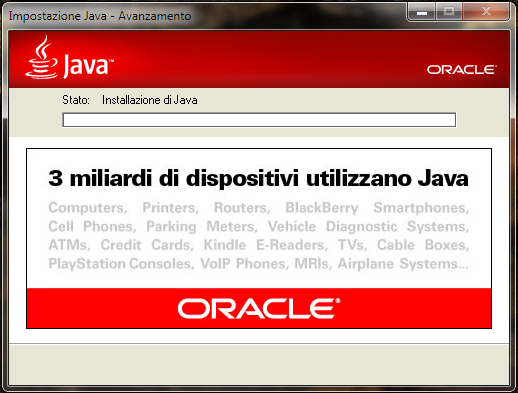 Impostazione Java - Avanzamento
Java™
ORACLE
Stato: Installazione di Java
3 miliardi di dispositivi utilizzano Java
Computers, Printers, Routers, BlackBerry Smartphones,
Cell Phones, Parking Meters, Vehicle Diagnostic Systems,
ATMs, Credit Cards, Kindle E-Readers, TVs, Cable Boxes,
PlayStation Consoles, VoIP Phones, MRIs, Airplane Systems...
ORACLE®